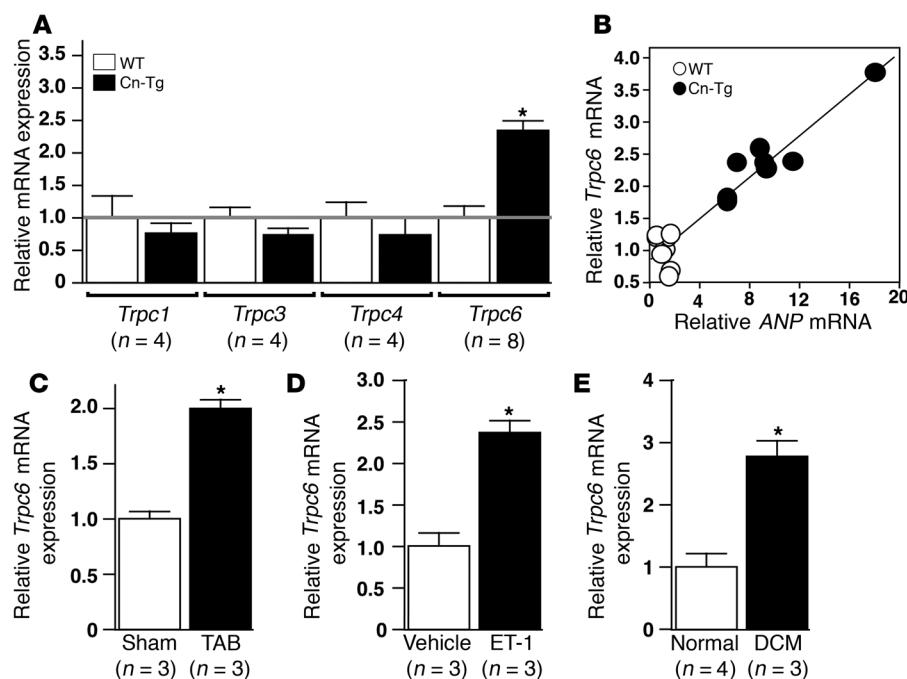 A
Relative mRNA expression
3.5
3.0
2.5
2.0
1.5
1.0
0.5
0
WT
Cn-Tg
*
Trpc1
(n = 4)
Trpc3
(n = 4)
Trpc4
(n = 4)
Trpc6
(n = 8)
B
Relative Trpc6 mRNA
4.0
3.5
3.0
2.5
2.0
1.5
1.0
0.5
WT
Cn-Tg
0 4 8 12 16 20
Relative ANP mRNA
C
Relative Trpc6 mRNA
expression
2.0
1.5
1.0
0.5
0
*
Sham TAB
(n = 3) (n = 3)
D
Relative Trpc6 mRNA
expression
3.0
2.5
2.0
1.5
1.0
0.5
0
*
Vehicle ET-1
(n = 3) (n = 3)
E
Relative Trpc6 mRNA
expression
4
3
2
1
0
*
Normal DCM
(n = 4) (n = 3)